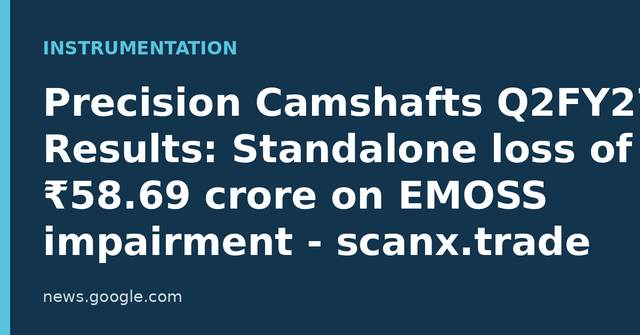 INSTRUMENTATION
Precision Camshafts Q2FY2
Results: Standalone loss of
₹58.69 crore on EMOSS
impairment - scanx.trade
news.google.com